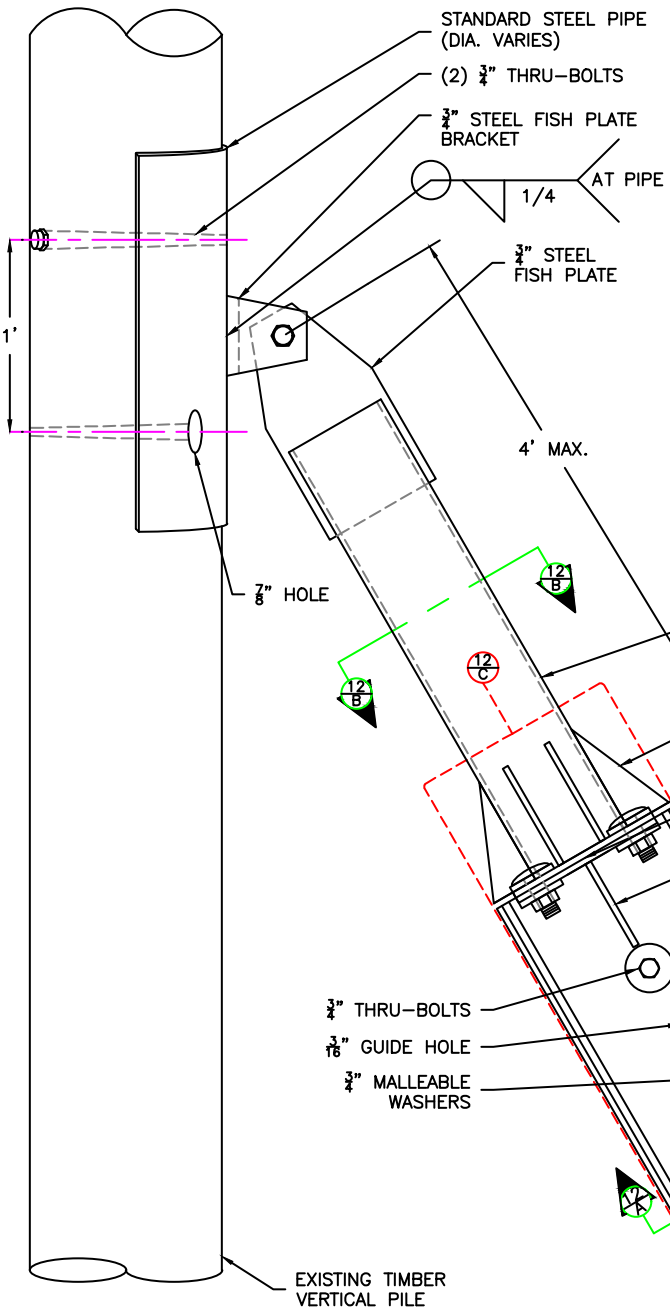 STANDARD STEEL PIPE
(DIA. VARIES)
(2) 3/4" THRU-BOLTS
3/4" STEEL FISH PLATE
BRACKET
1/4
AT PIPE
3/4" STEEL
FISH PLATE
1'
4' MAX.
12
B
7/8" HOLE
12
C
12
B
3/4" THRU-BOLTS
3/16" GUIDE HOLE
3/4" MALLEABLE
WASHERS
12
A
EXISTING TIMBER
VERTICAL PILE